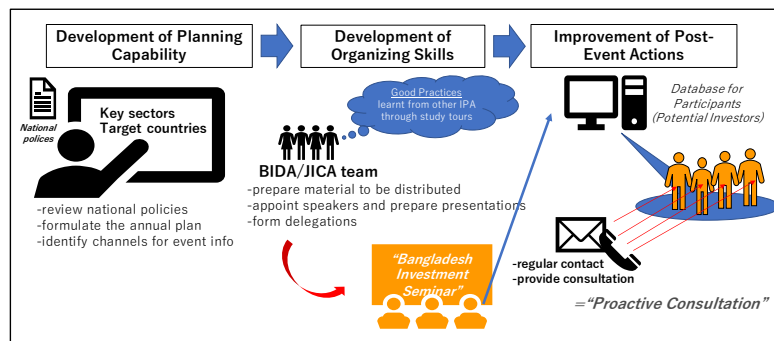 Development of Planning
Capability
Development of
Organizing Skills
Improvement of Post-
Event Actions
National
polices
Key sectors
Target countries
-review national policies
-formulate the annual plan
-identify channels for event info
Good Practices
learnt from other IPA
through study tours
BIDA/JICA team
-prepare material to be distributed
-appoint speakers and prepare presentations
-form delegations
“Bangladesh
Investment
Seminar”
Database for
Participants
(Potential Investors)
-regular contact
-provide consultation
=“Proactive Consultation”